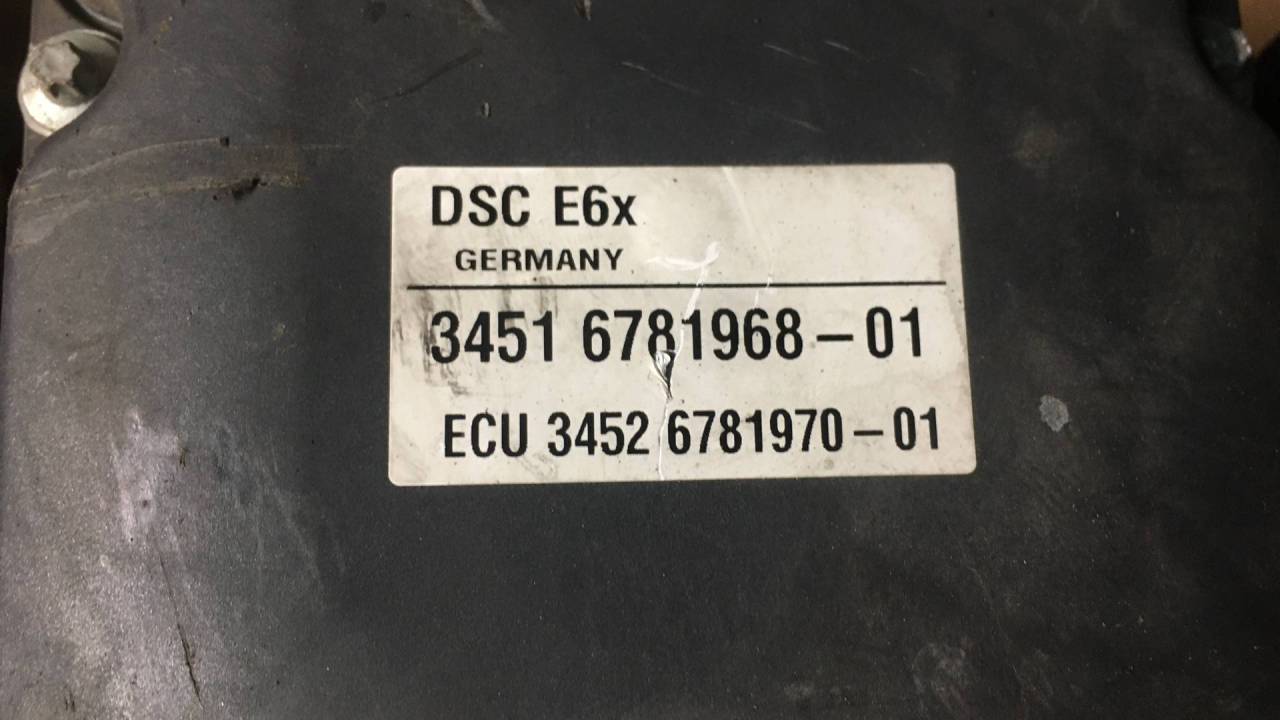 DSC E6x
GERMANY
3451 6781968-01
ECU 3452 6781970-01